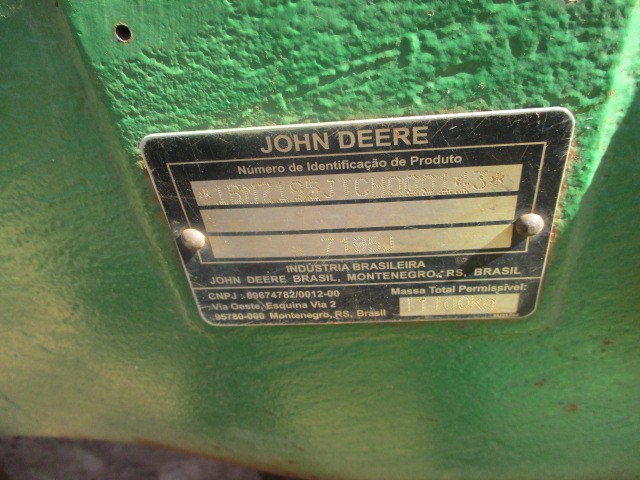 JOHN DEERE
Número de Identificação de Produto
7195J
INDÚSTRIA BRASILEIRA
JOHN DEERE BRASIL, MONTENEGRO, RS, BRASIL
CNPJ : 89674782/0012-00
Via Oeste, Esquina Via 2
95780-000 Montenegro, RS, Brasil
Massa Total Permissível: